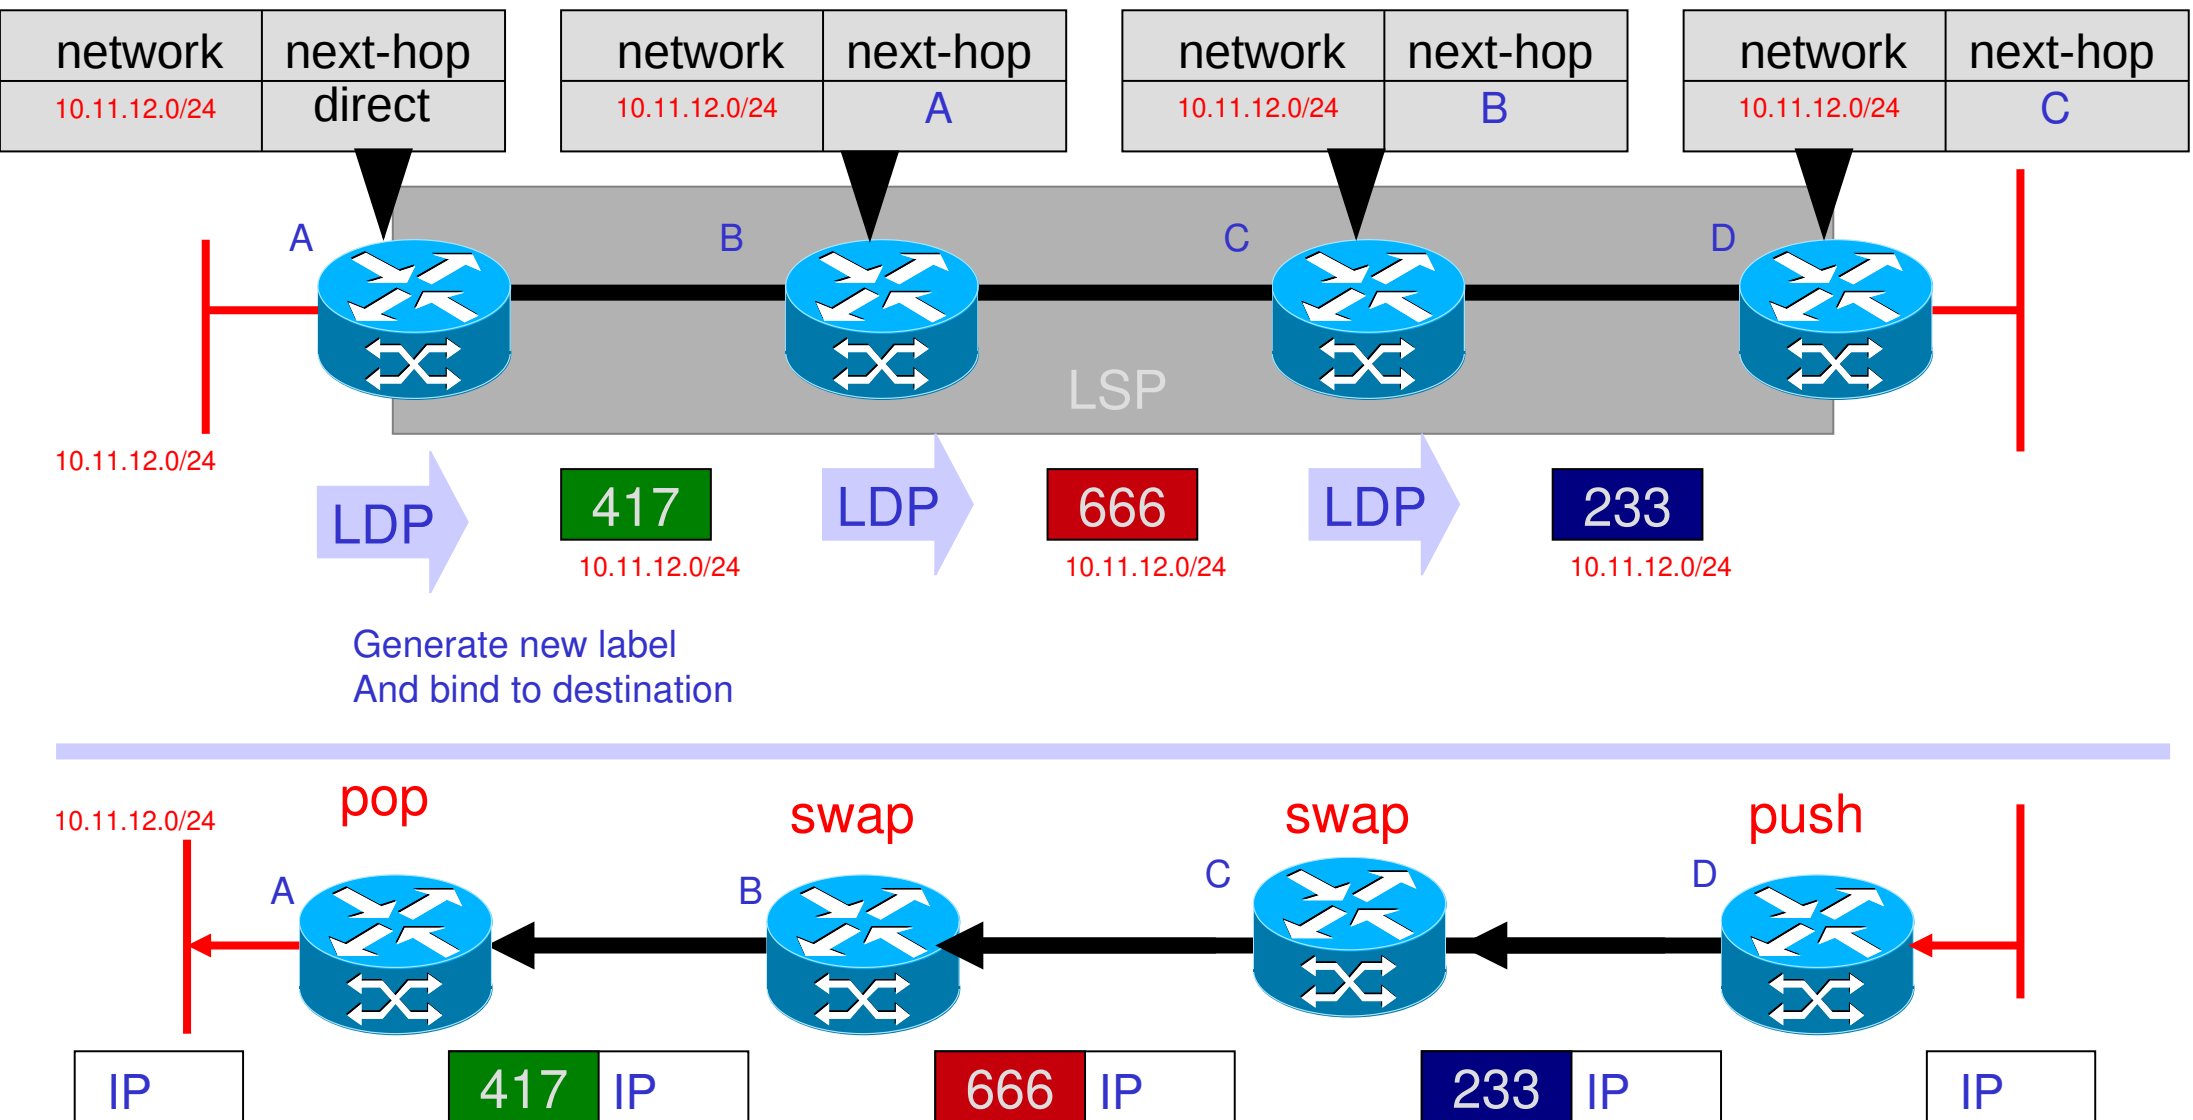 network next-hop network next-hop network next-hop network next-hop
10.11.12.0/24 direct 10.11.12.0/24 A 10.11.12.0/24 B 10.11.12.0/24 C
A B C D
LSP
10.11.12.0/24
LDP 417 LDP 666 LDP 233
10.11.12.0/24 10.11.12.0/24 10.11.12.0/24
Generate new label
And bind to destination
10.11.12.0/24 pop swap swap push
A B C D
IP 417 IP 666 IP 233 IP IP